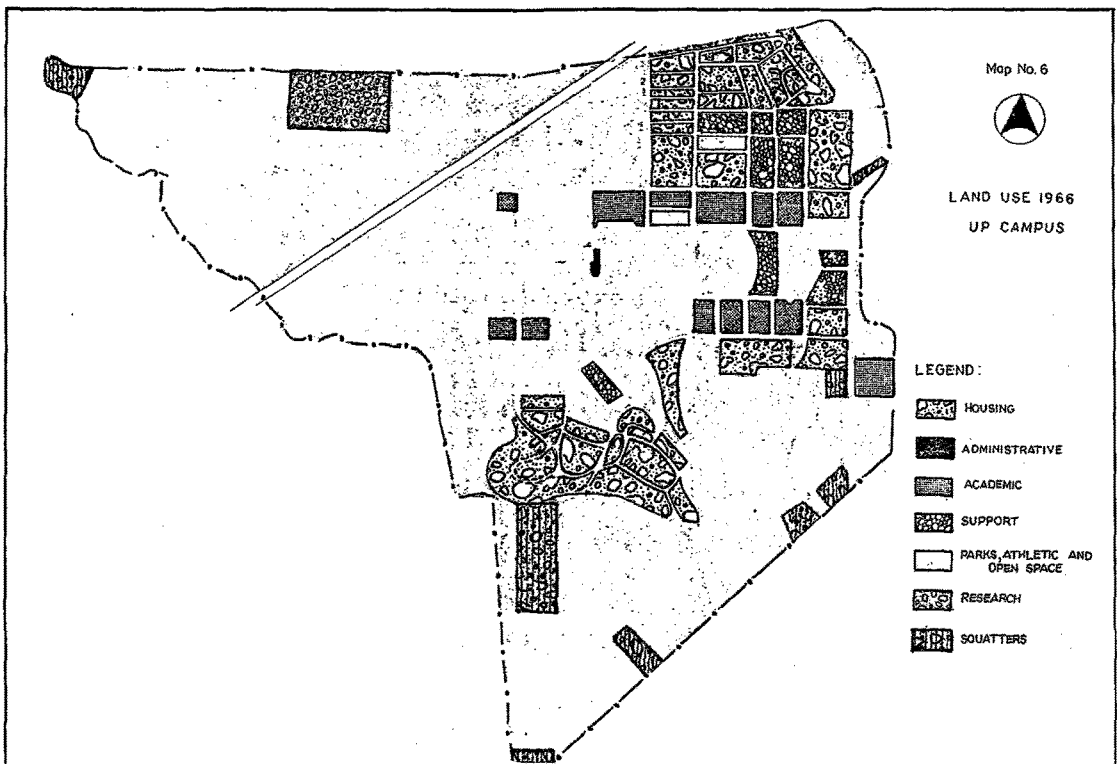 Map No. 6
LAND USE 1966
UP CAMPUS
LEGEND:
HOUSING
ADMINISTRATIVE
ACADEMIC
SUPPORT
PARKS, ATHLETIC AND
OPEN SPACE
RESEARCH
SQUATTERS